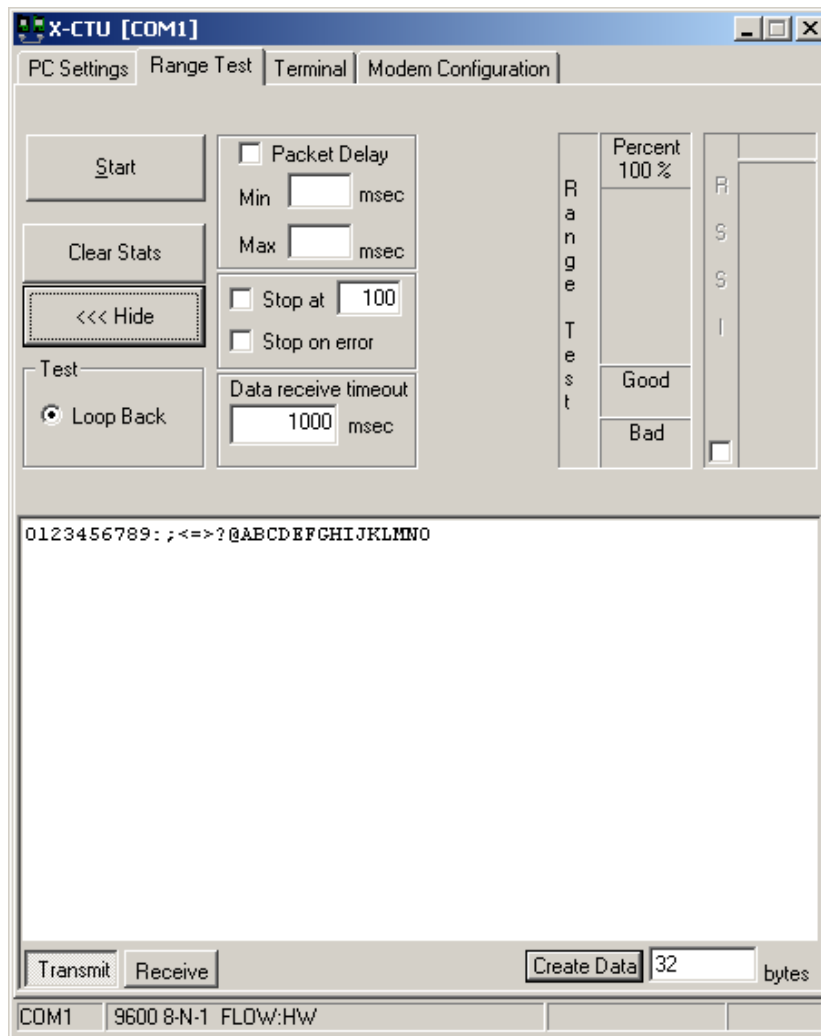 X-CTU [COM1]
PC Settings Range Test Terminal Modem Configuration
Start
Clear Stats
<<< Hide
Test
Loop Back
Packet Delay
Min msec
Max msec
Stop at 100
Stop on error
Data receive timeout
1000 msec
Range Test
Percent
100 %
Good
Bad
RSSI
0123456789:;<=>?@ABCDEFGHIJKLMNO
Transmit Receive Create Data 32 bytes
COM1 9600 8-N-1 FLOW:HW